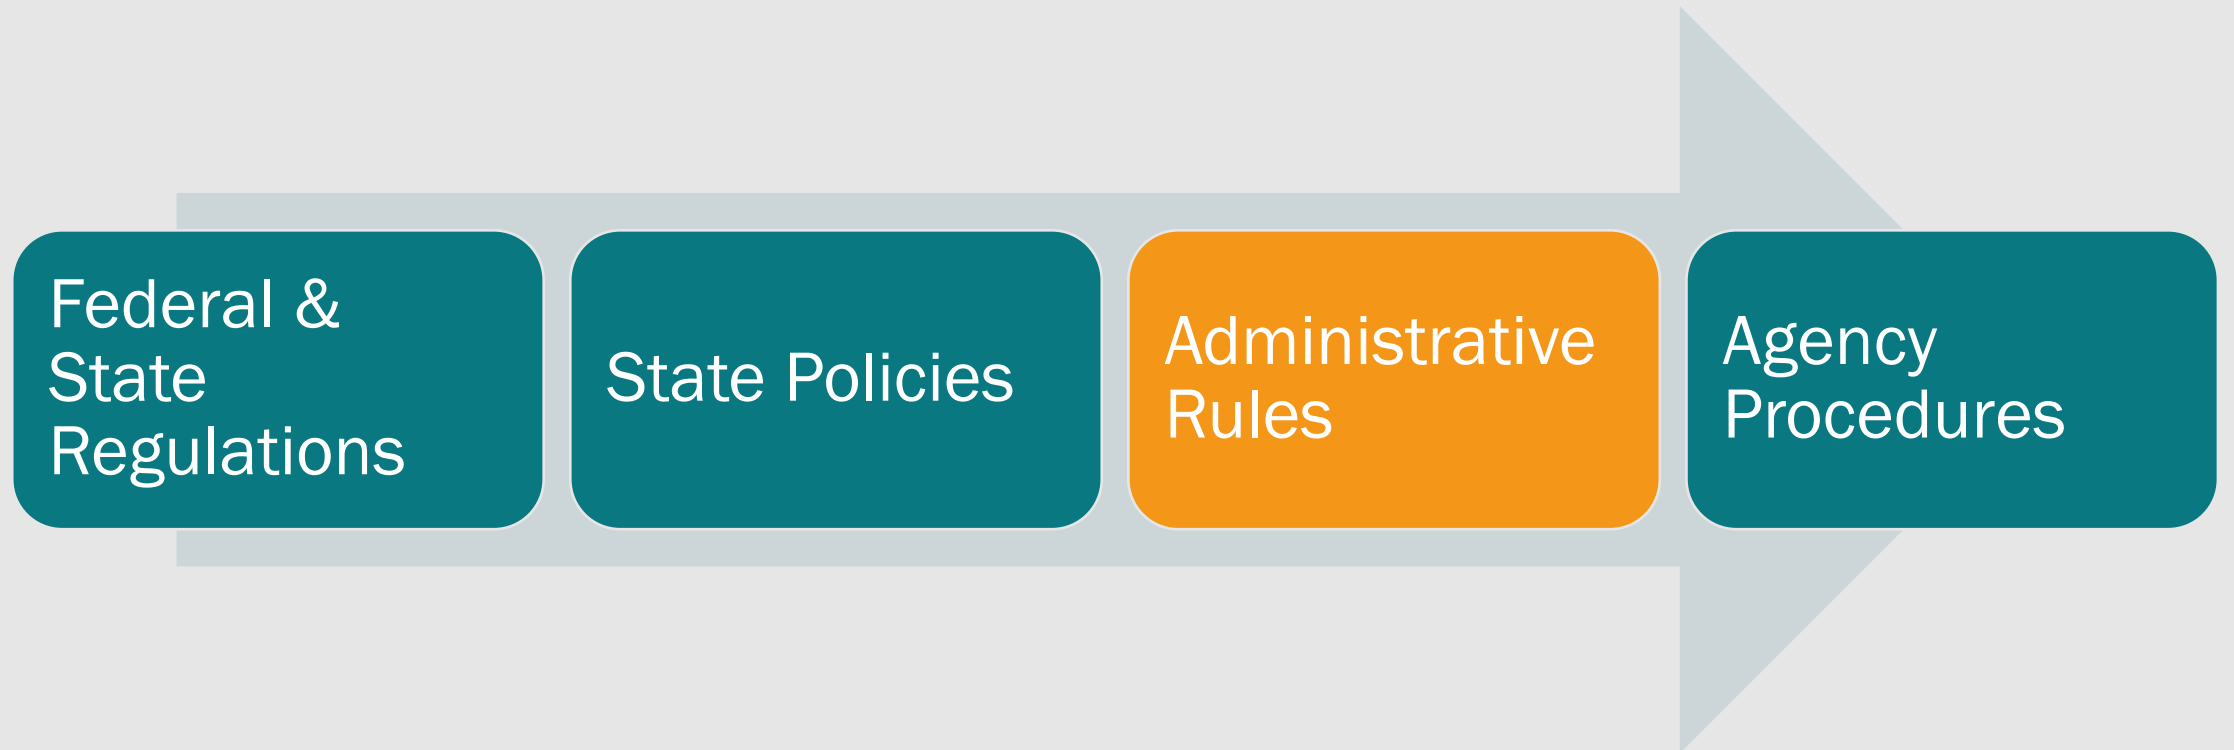 Federal &
State
Regulations
State Policies
Administrative
Rules
Agency
Procedures